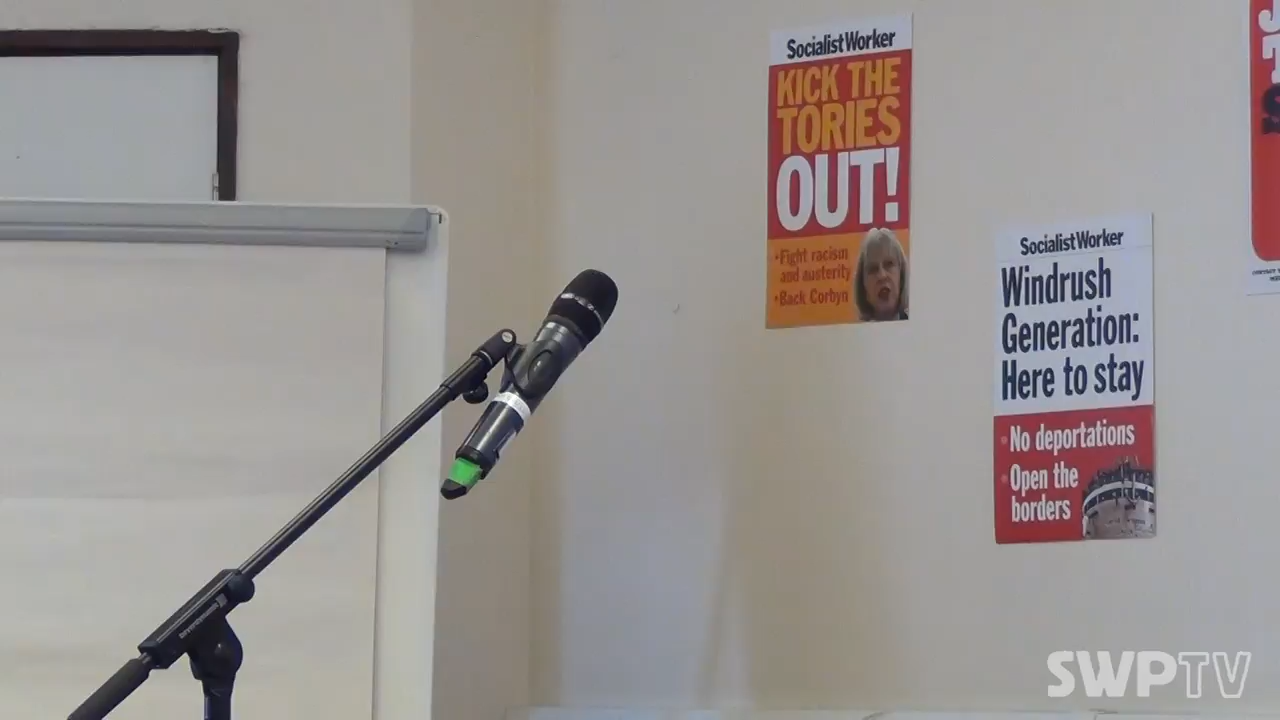 SocialistWorker
KICK THE
TORIES
OUT!
•Fight racism
and austerity
•Back Corbyn
SocialistWorker
Windrush
Generation:
Here to stay
• No deportations
• Open the
borders
SWPTV